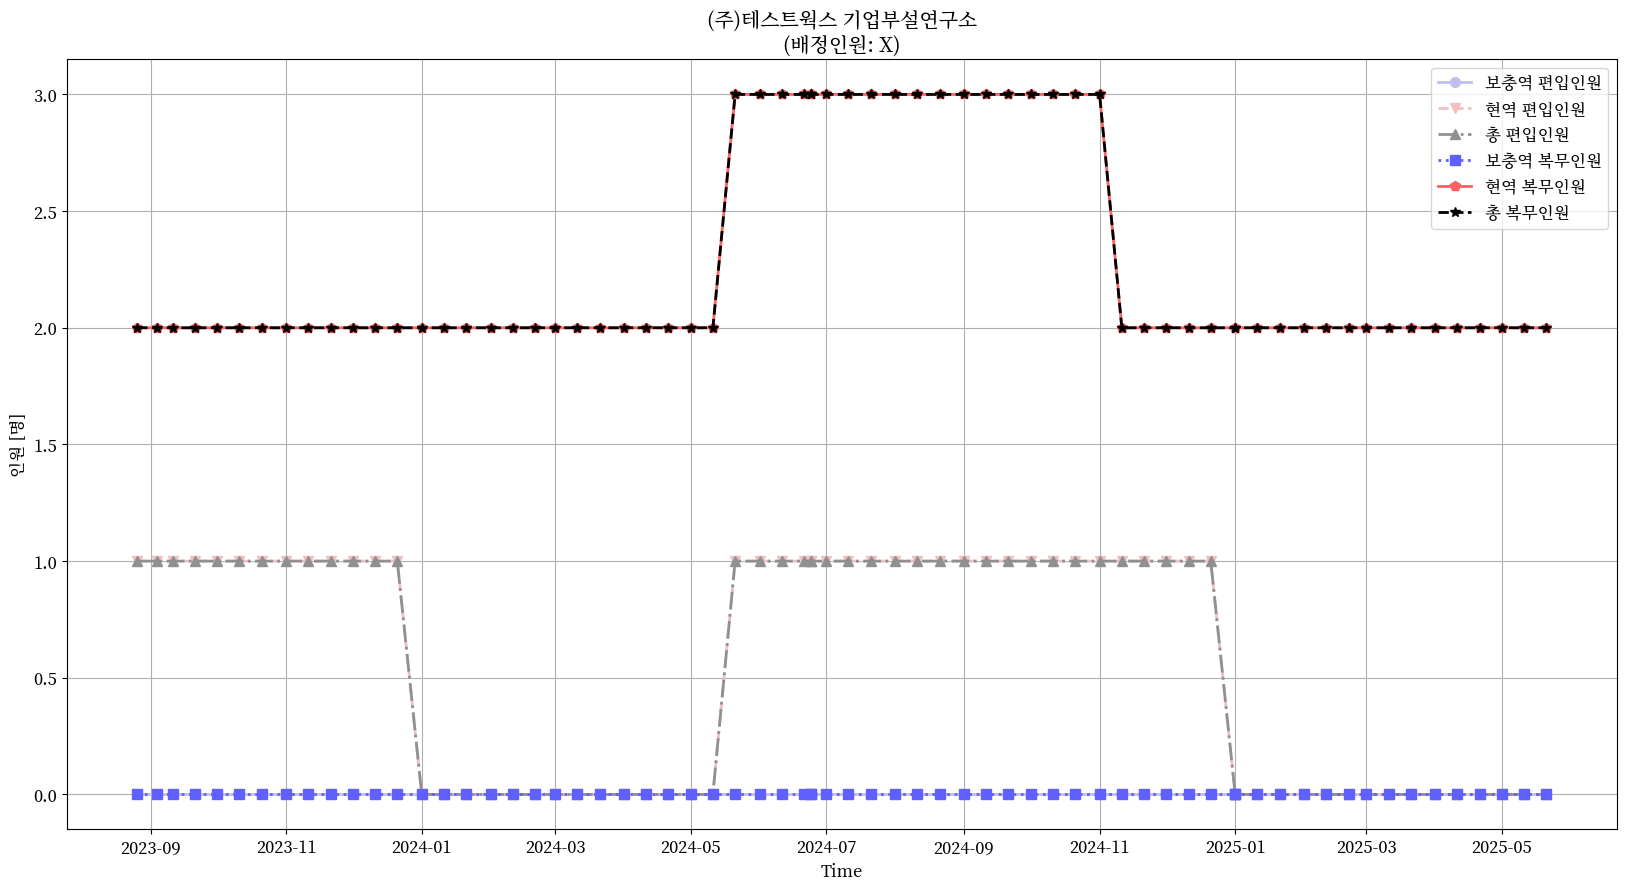 (주)테스트웍스 기업부설연구소
(배정인원: X)
보충역 편입인원
현역 편입인원
총 편입인원
보충역 복무인원
현역 복무인원
총 복무인원
인원 [명]
3.0
2.5
2.0
1.5
1.0
0.5
0.0
2023-09
2023-11
2024-01
2024-03
2024-05
2024-07
2024-09
2024-11
2025-01
2025-03
2025-05
Time